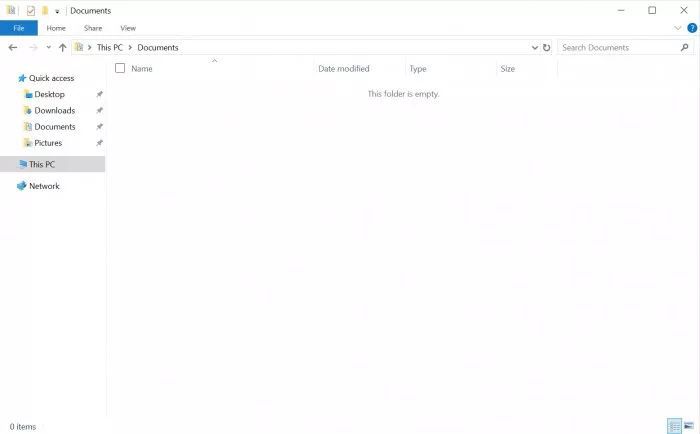 Documents
File Home Share View
This PC Documents Search Documents
Name Date modified Type Size
This folder is empty.
Quick access
Desktop
Downloads
Documents
Pictures
This PC
Network
0 items